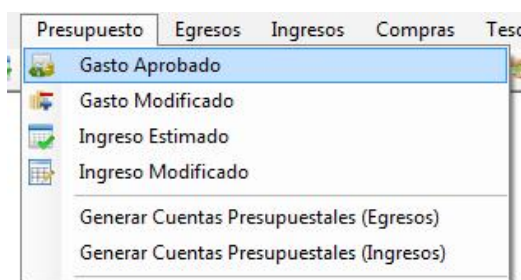 Presupuesto Egresos Ingresos Compras
Gasto Aprobado
Gasto Modificado
Ingreso Estimado
Ingreso Modificado
Generar Cuentas Presupuestales (Egresos)
Generar Cuentas Presupuestales (Ingresos)